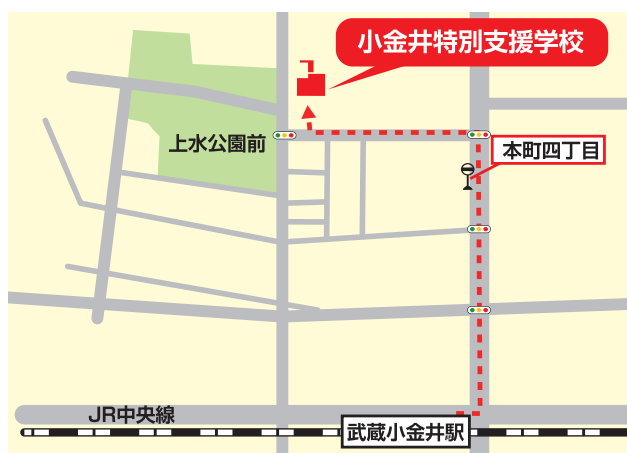 小金井特別支援学校
上水公園前
本町四丁目
JR中央線
武蔵小金井駅